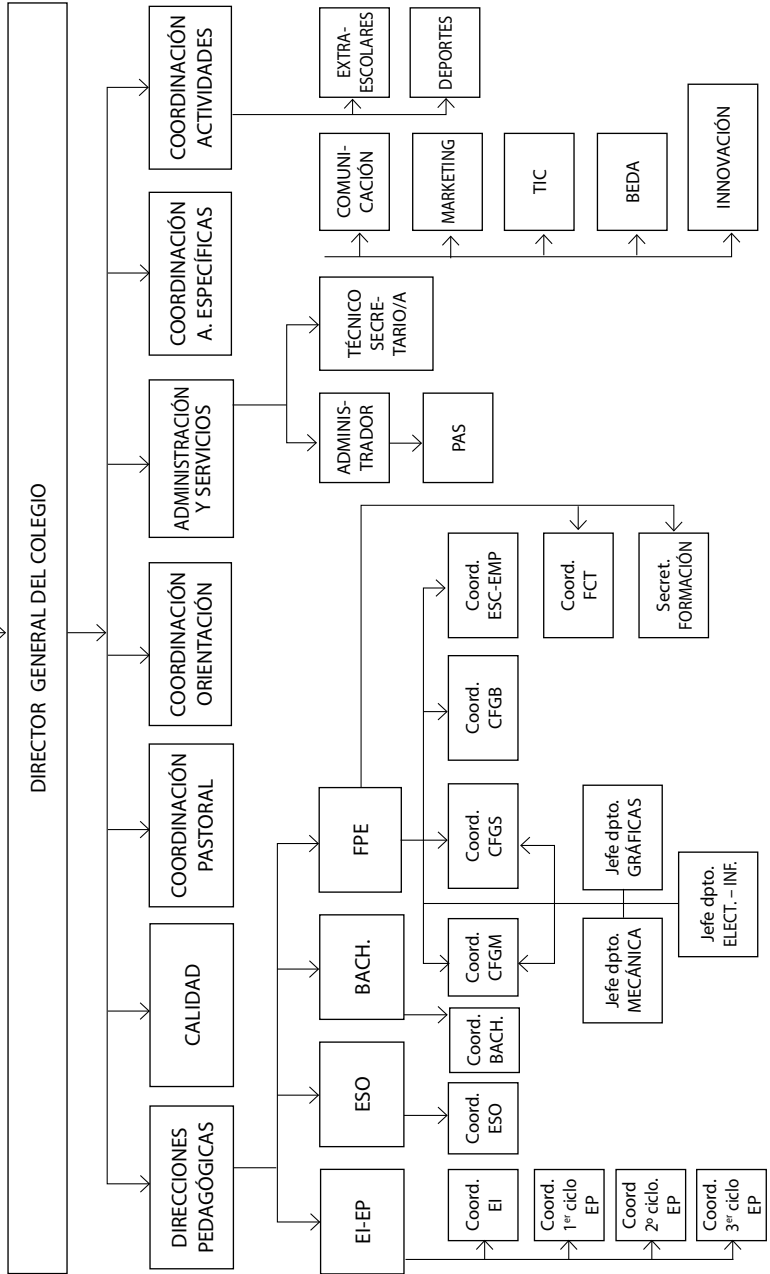 DIRECTOR GENERAL DEL COLEGIO
DIRECCIONES
PEDAGÓGICAS
CALIDAD
COORDINACIÓN
PASTORAL
COORDINACIÓN
ORIENTACIÓN
ADMINISTRACIÓN
Y SERVICIOS
COORDINACIÓN
A. ESPECÍFICAS
COORDINACIÓN
ACTIVIDADES
EI-EP
ESO
BACH.
FPE
ADMINIS-
TRADOR
TÉCNICO
SECRE-
TARIO/A
COMUNI-
CACIÓN
EXTRA-
ESCOLARES
MARKETING
DEPORTES
TIC
BEDA
INNOVACIÓN
PAS
Coord.
EI
Coord.
1er ciclo
EP
Coord
2º ciclo.
EP
Coord.
3er ciclo
EP
Coord.
ESO
Coord.
BACH.
Coord.
CFGM
Coord.
CFGS
Coord.
CFGB
Coord.
ESC-EMP
Coord.
FCT
Secret.
FORMACIÓN
Jefe dpto.
MECÁNICA
Jefe dpto.
GRÁFICAS
Jefe dpto.
ELECT. – INF.